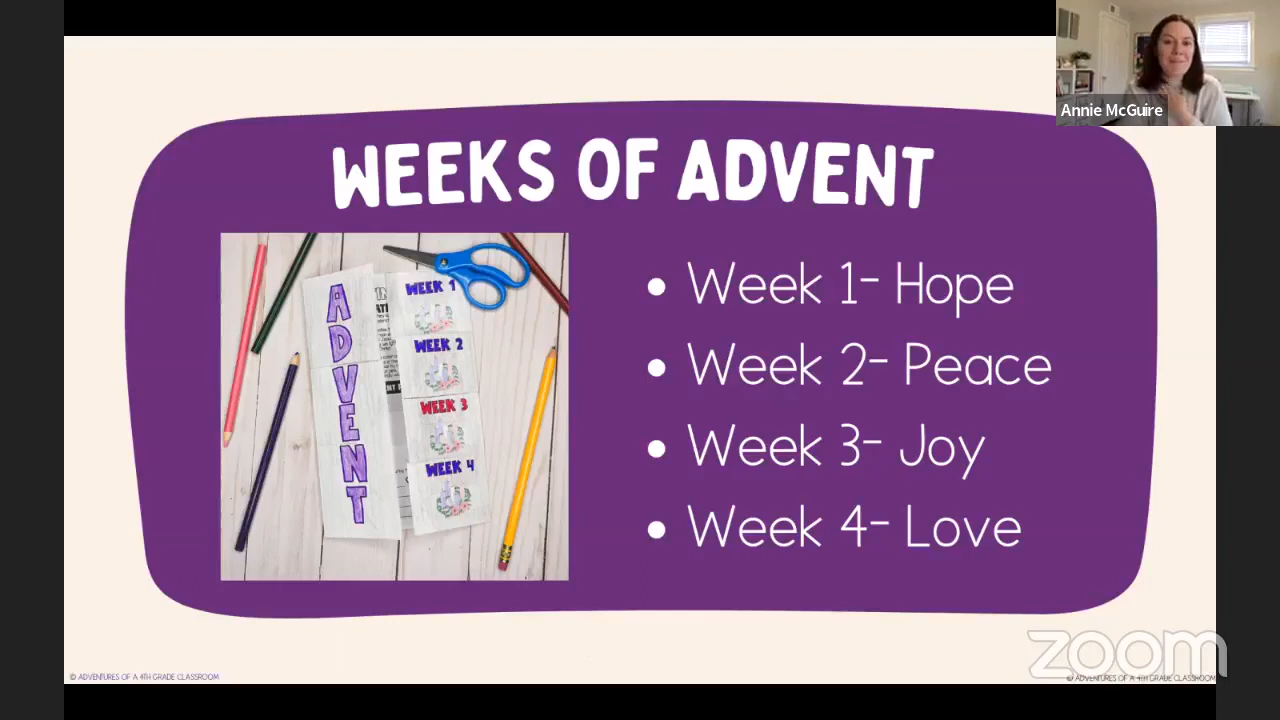 Annie McGuire
WEEKS OF ADVENT
ADVENT
WEEK 1
WEEK 2
WEEK 3
WEEK 4
• Week 1- Hope
• Week 2- Peace
• Week 3- Joy
• Week 4- Love
zoom
© ADVENTURES OF A 4TH GRADE CLASSROOM
© ADVENTURES OF A 4TH GRADE CLASSROOM